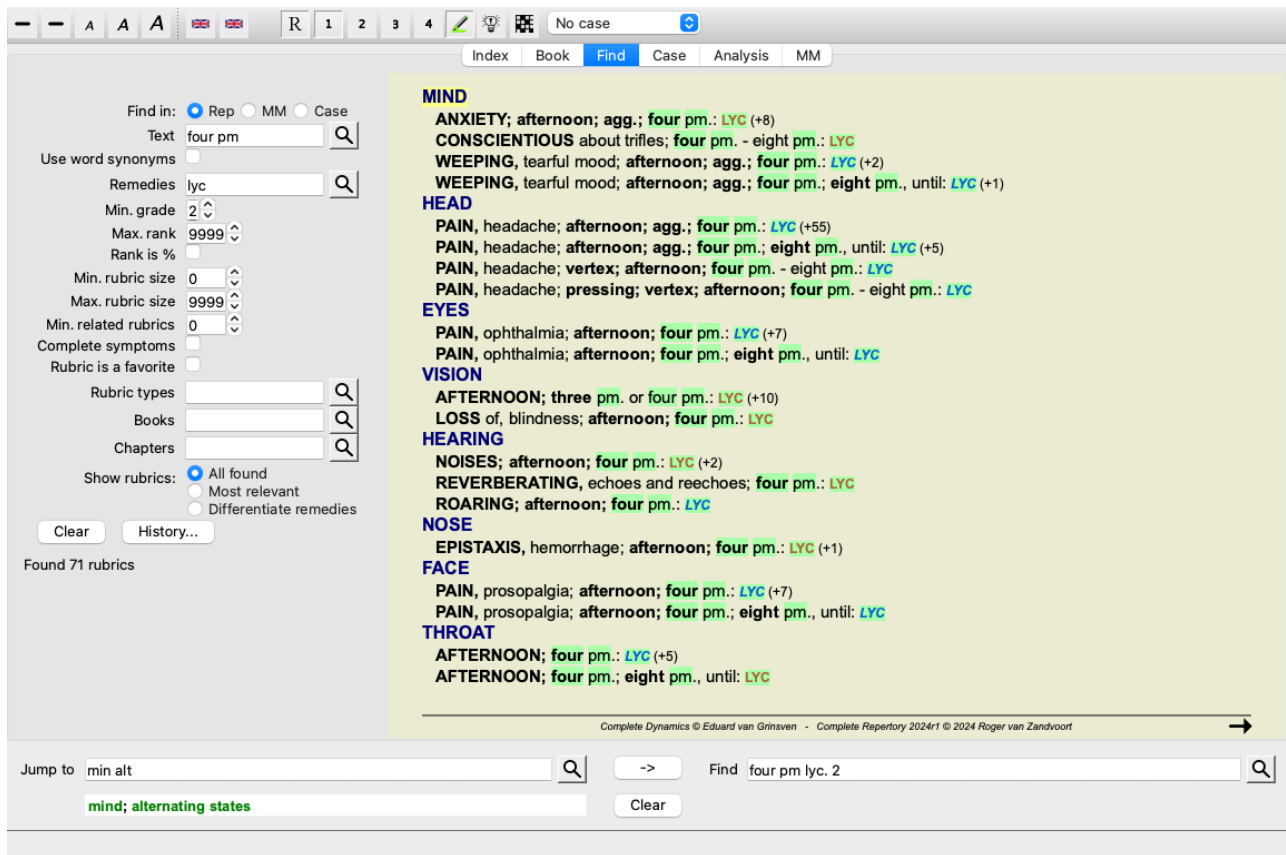 A A A R 1 2 3 4 No case
Index Book Find Case Analysis MM
Find in: Rep MM Case
Text four pm
Use word synonyms
Remedies lyc
Min. grade 2
Max. rank 9999
Rank is %
Min. rubric size 0
Max. rubric size 9999
Min. related rubrics 0
Complete symptoms
Rubric is a favorite
Rubric types
Books
Chapters
Show rubrics: All found
Most relevant
Differentiate remedies
Clear History...
Found 71 rubrics
MIND
ANXIETY; afternoon; agg.; four pm.: LYC (+8)
CONSCIENTIOUS about trifles; four pm. - eight pm.: LYC
WEEPING, tearful mood; afternoon; agg.; four pm.: LYC (+2)
WEEPING, tearful mood; afternoon; agg.; four pm.; eight pm., until: LYC (+1)
HEAD
PAIN, headache; afternoon; agg.; four pm.: LYC (+55)
PAIN, headache; afternoon; agg.; four pm.; eight pm., until: LYC (+5)
PAIN, headache; vertex; afternoon; four pm. - eight pm.: LYC
PAIN, headache; pressing; vertex; afternoon; four pm. - eight pm.: LYC
EYES
PAIN, ophthalmia; afternoon; four pm.: LYC (+7)
PAIN, ophthalmia; afternoon; four pm.; eight pm., until: LYC
VISION
AFTERNOON; three pm. or four pm.: LYC (+10)
LOSS of, blindness; afternoon; four pm.: LYC
HEARING
NOISES; afternoon; four pm.: LYC (+2)
REVERBERATING, echoes and reechoes; four pm.: LYC
ROARING; afternoon; four pm.: LYC
NOSE
EPISTAXIS, hemorrhage; afternoon; four pm.: LYC (+1)
FACE
PAIN, prosopalgia; afternoon; four pm.: LYC (+7)
PAIN, prosopalgia; afternoon; four pm.; eight pm., until: LYC
THROAT
AFTERNOON; four pm.: LYC (+5)
AFTERNOON; four pm.; eight pm., until: LYC
Complete Dynamics © Eduard van Grinsven - Complete Repertory 2024r1 © 2024 Roger van Zandvoort
Jump to min alt -> Find four pm lyc. 2
mind; alternating states Clear